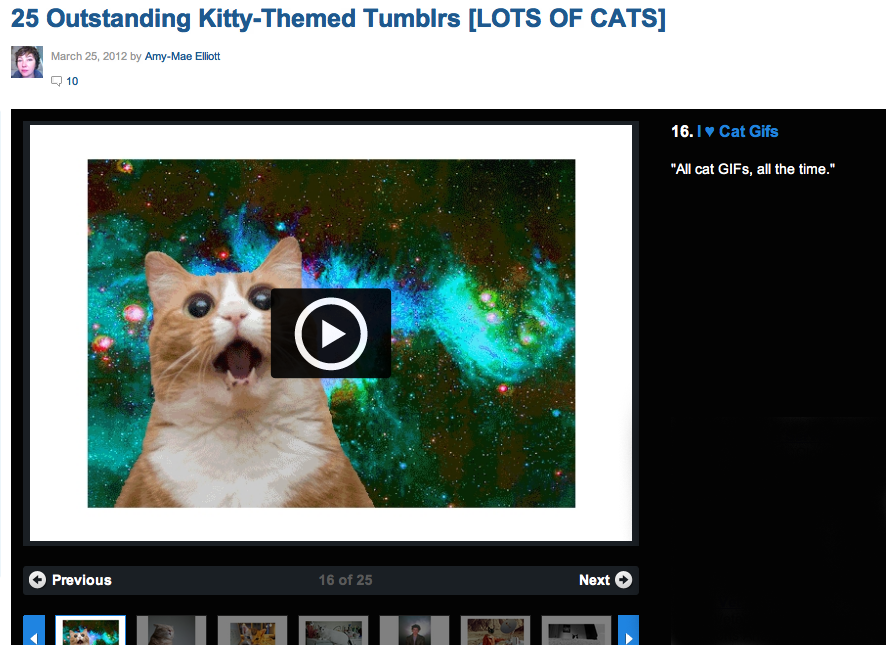 25 Outstanding Kitty-Themed Tumblrs [LOTS OF CATS]
March 25, 2012 by Amy-Mae Elliott
10
16. I ♥ Cat Gifs
"All cat GIFs, all the time."
Previous
16 of 25
Next